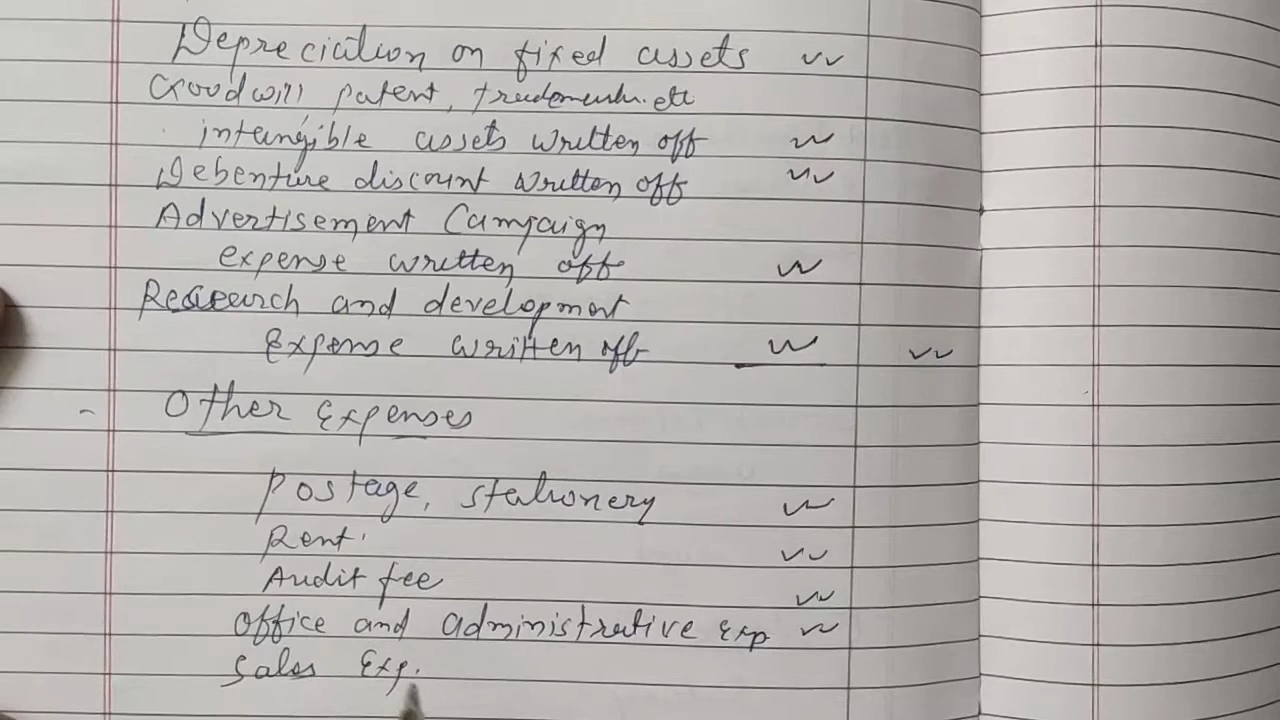 Depreciation on fixed assets ✓✓
Goodwill patent, trademark. etc
intangible assets written off ✓✓
Debenture discount written off ✓✓
Advertisement Campaign
expense written off ✓✓
Research and development
Expense written off ✓✓ ✓✓
- Other Expenses
Postage, stationery ✓✓
Rent.
✓✓
Audit fee ✓✓
Office and administrative Exp ✓✓
Sales Exp.